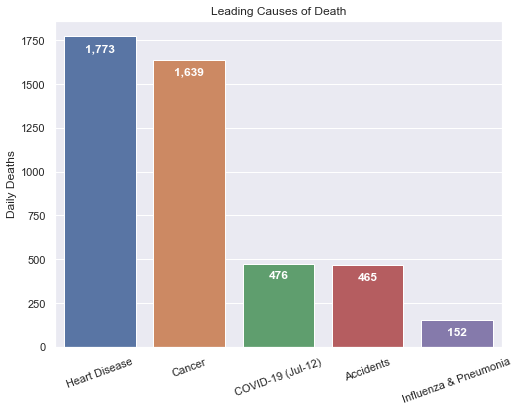 Leading Causes of Death
Daily Deaths
1750
1500
1250
1000
750
500
250
0
1,773
1,639
476
465
152
Heart Disease
Cancer
COVID-19 (Jul-12)
Accidents
Influenza & Pneumonia